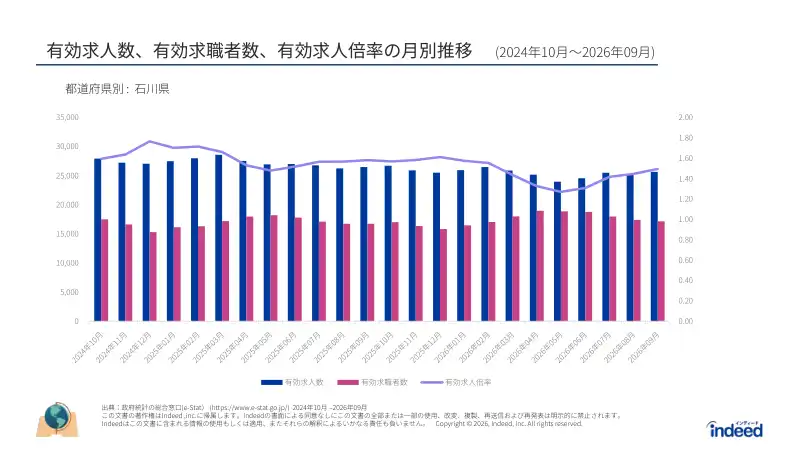 有効求人数、有効求職者数、有効求人倍率の月別推移 (2024年10月～2026年09月)
都道府県別 : 石川県
35,000
30,000
25,000
20,000
15,000
10,000
5,000
0
2.00
1.80
1.60
1.40
1.20
1.00
0.80
0.60
0.40
0.20
0.00
2024年10月
2024年11月
2024年12月
2025年01月
2025年02月
2025年03月
2025年04月
2025年05月
2025年06月
2025年07月
2025年08月
2025年09月
2025年10月
2025年11月
2025年12月
2026年01月
2026年02月
2026年03月
2026年04月
2026年05月
2026年06月
2026年07月
2026年08月
2026年09月
有効求人数 有効求職者数 有効求人倍率
出典：政府統計の総合窓口(e-Stat) (https://www.e-stat.go.jp/) 2024年10月 –2026年09月
この文書の著作権はIndeed ,inc.に帰属します。Indeedの書面による同意なしにこの文書の全部または一部の使用、改変、複製、再送信および再発表は明示的に禁止されます。
Indeedはこの文書に含まれる情報の使用もしくは適用、またそれらの解釈によるいかなる責任も負いません。 Copyright © 2026, Indeed, Inc. All rights reserved.
インディード
indeed